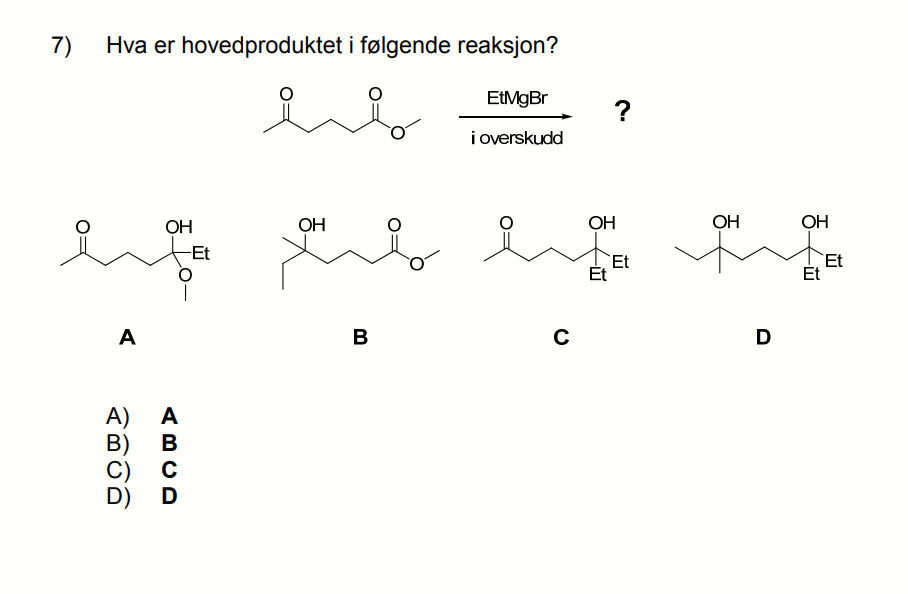 7) Hva er hovedproduktet i følgende reaksjon?
O O EtMgBr ?
O i overskudd
O OH OH O O OH OH OH
Et O Et Et Et Et
O
A B C D
A) A
B) B
C) C
D) D